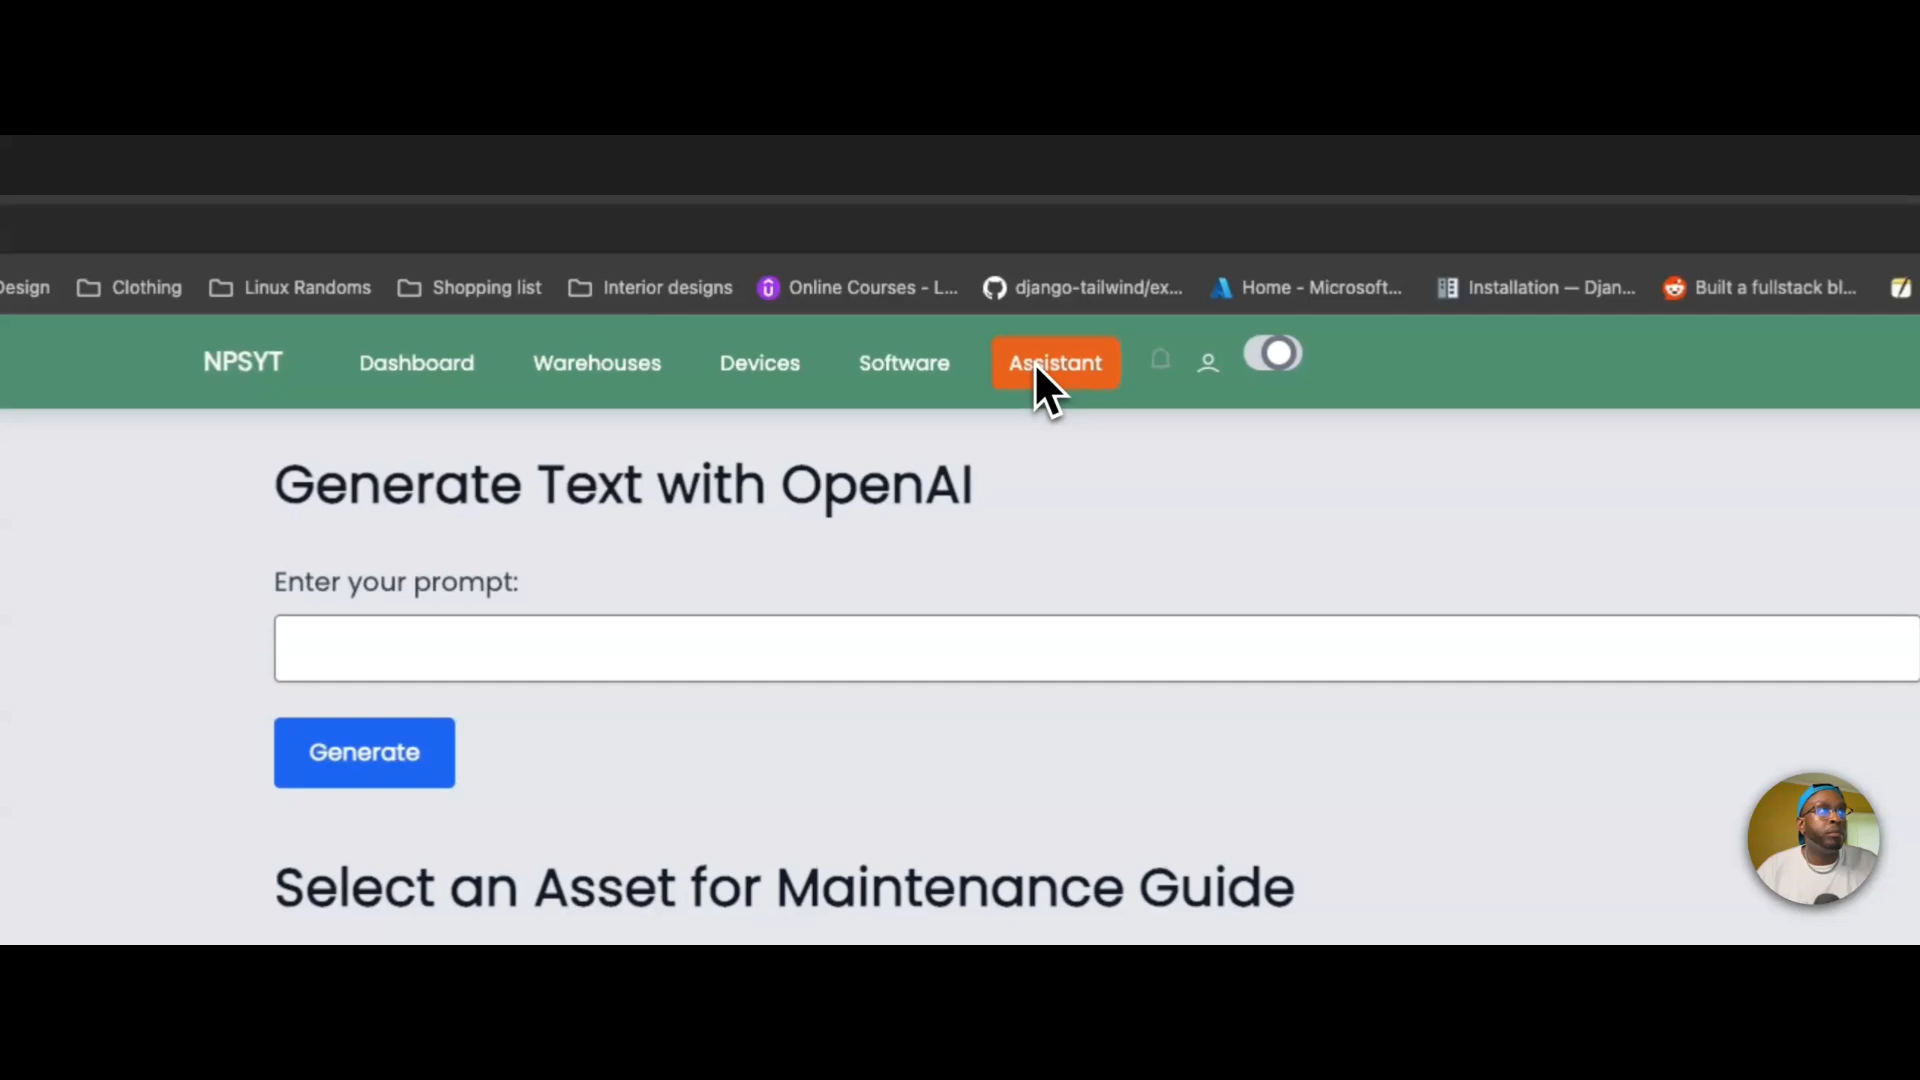 Design Clothing Linux Randoms Shopping list Interior designs Online Courses - L... django-tailwind/ex... Home - Microsoft... Installation — Djan... Built a fullstack bl...
NPSYT Dashboard Warehouses Devices Software Assistant
Generate Text with OpenAI
Enter your prompt:
Generate
Select an Asset for Maintenance Guide